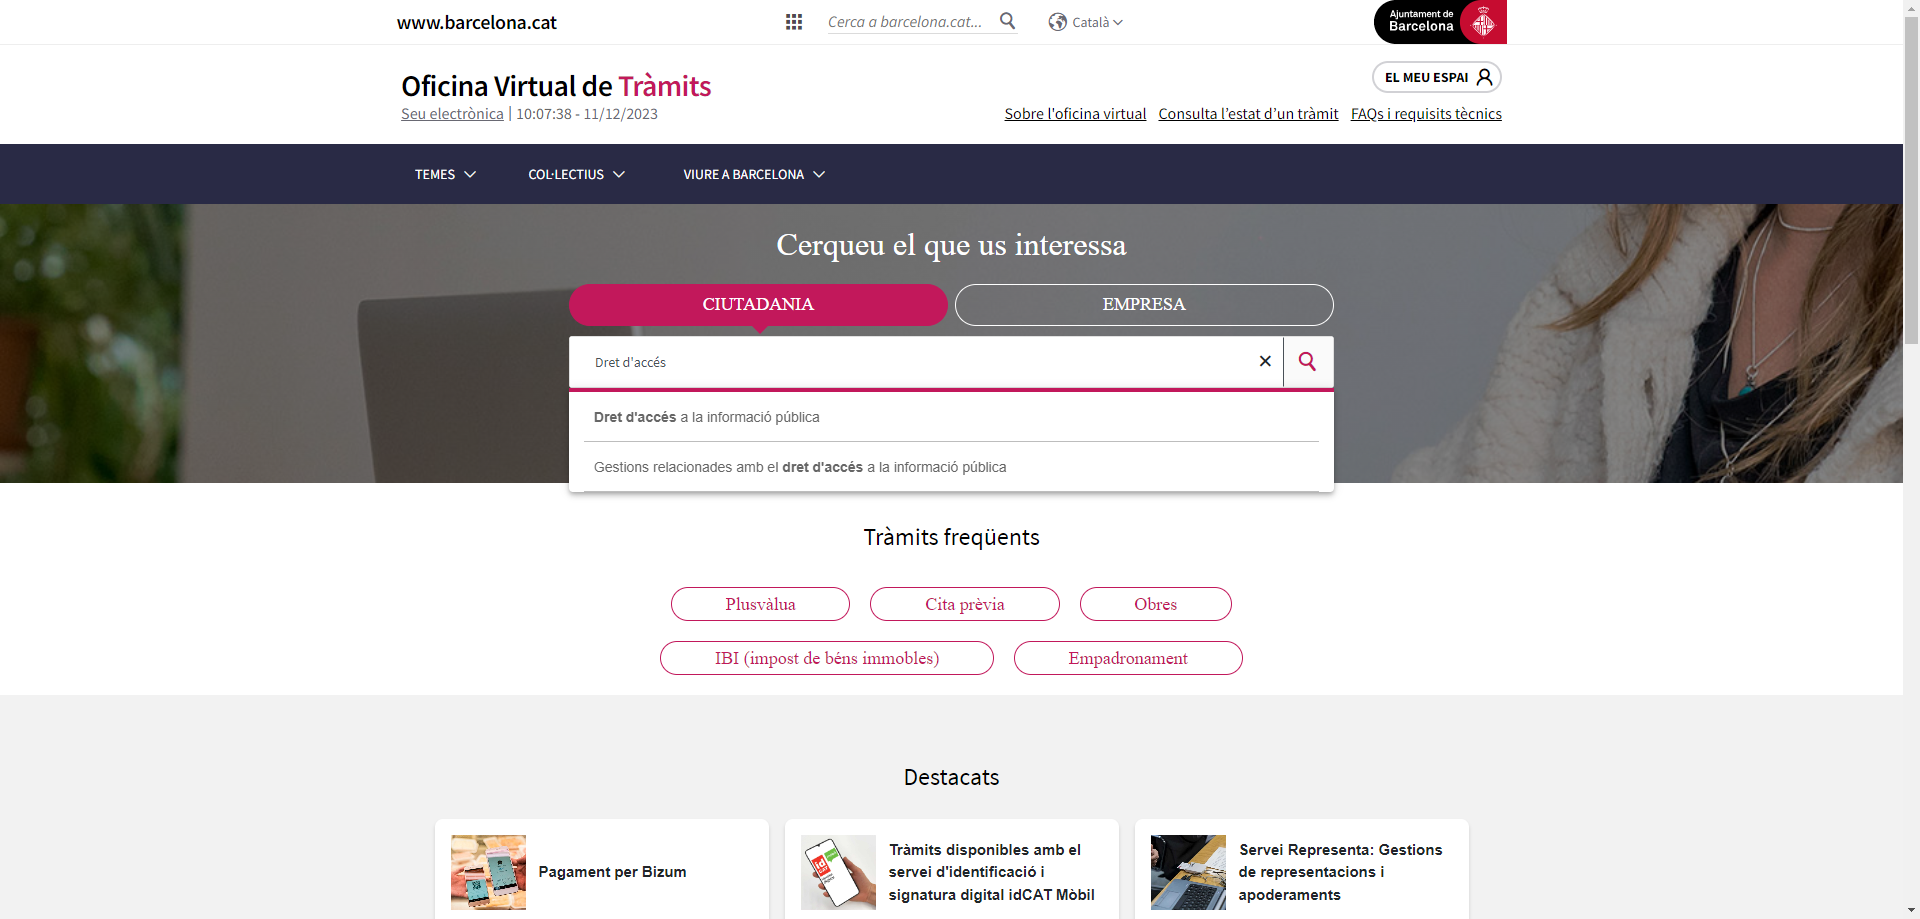 www.barcelona.cat
Cerca a barcelona.cat...
Català
Ajuntament de
Barcelona
Oficina Virtual de Tràmits
EL MEU ESPAI
Seu electrònica | 10:07:38 - 11/12/2023
Sobre l'oficina virtual
Consulta l’estat d’un tràmit
FAQs i requisits tècnics
TEMES
COL·LECTIUS
VIURE A BARCELONA
Cerqueu el que us interessa
CIUTADANIA
EMPRESA
Dret d'accés
Dret d'accés a la informació pública
Gestions relacionades amb el dret d'accés a la informació pública
Tràmits freqüents
Plusvàlua
Cita prèvia
Obres
IBI (impost de béns immobles)
Empadronament
Destacats
Pagament per Bizum
Tràmits disponibles amb el
servei d'identificació i
signatura digital idCAT Mòbil
Servei Representa: Gestions
de representacions i
apoderaments